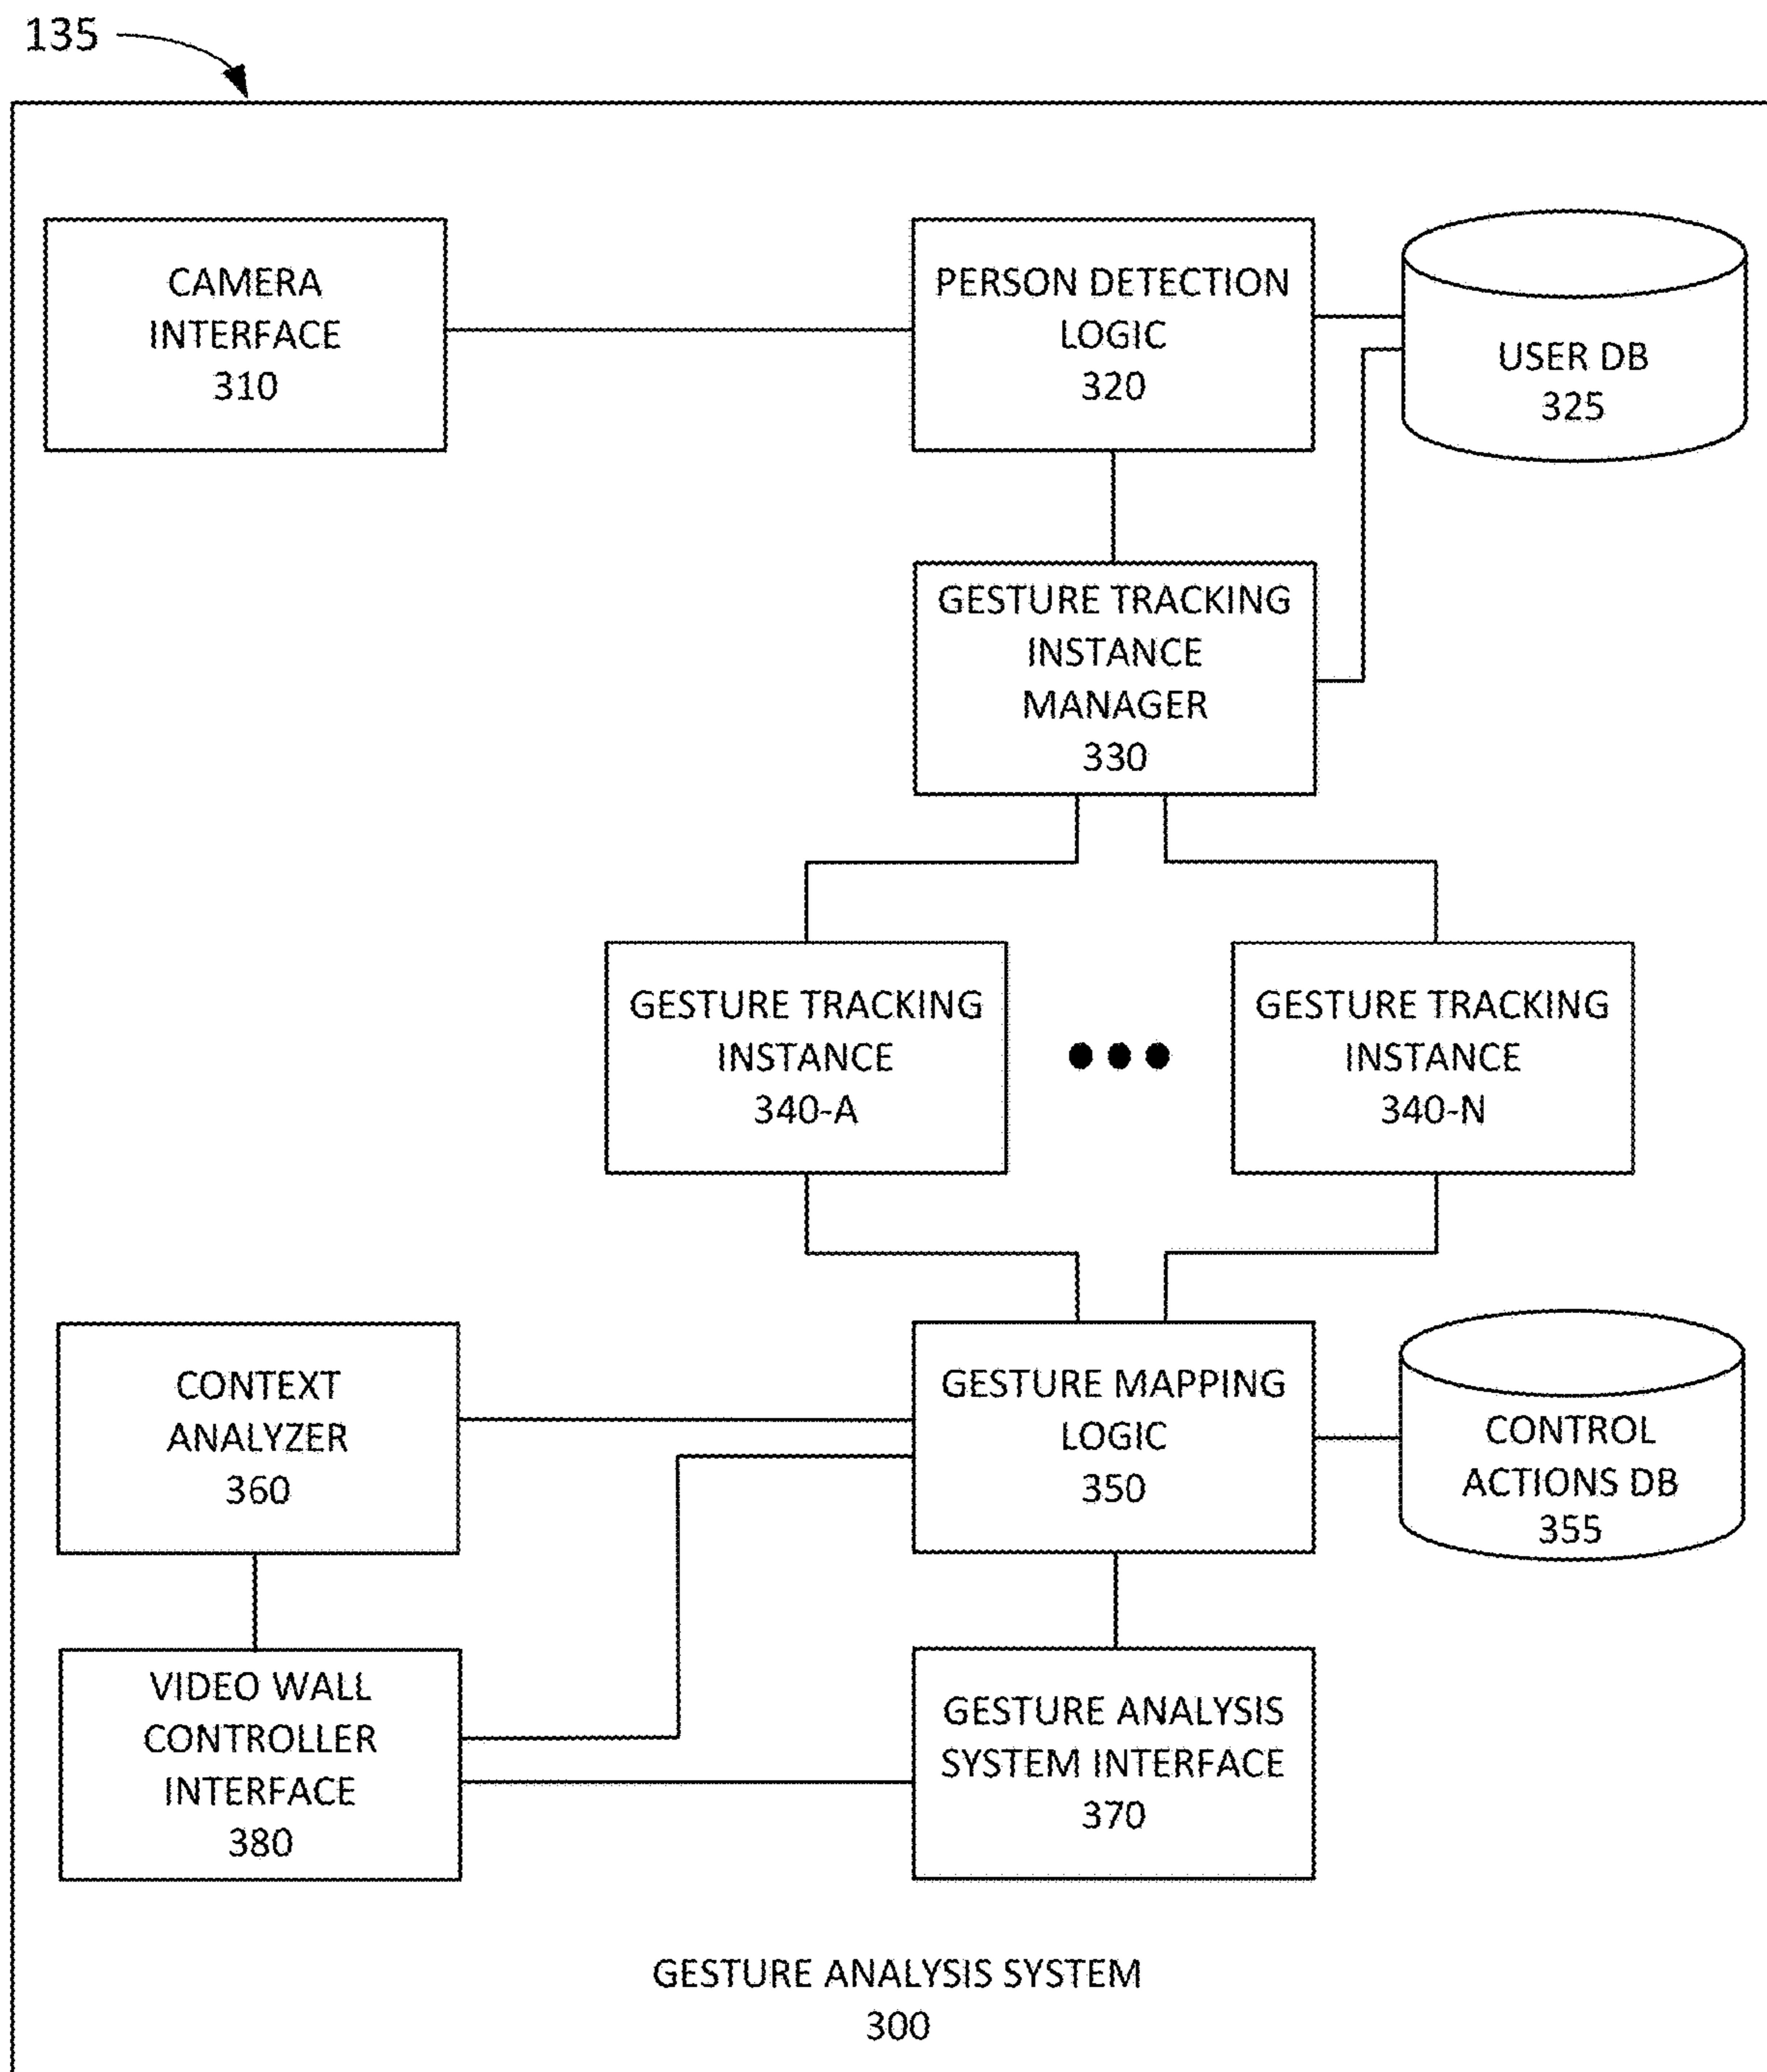 135
CAMERA
INTERFACE
310
PERSON DETECTION
LOGIC
320
USER DB
325
GESTURE TRACKING
INSTANCE
MANAGER
330
GESTURE TRACKING
INSTANCE
340-A
GESTURE TRACKING
INSTANCE
340-N
CONTEXT
ANALYZER
360
GESTURE MAPPING
LOGIC
350
CONTROL
ACTIONS DB
355
VIDEO WALL
CONTROLLER
INTERFACE
380
GESTURE ANALYSIS
SYSTEM INTERFACE
370
GESTURE ANALYSIS SYSTEM
300